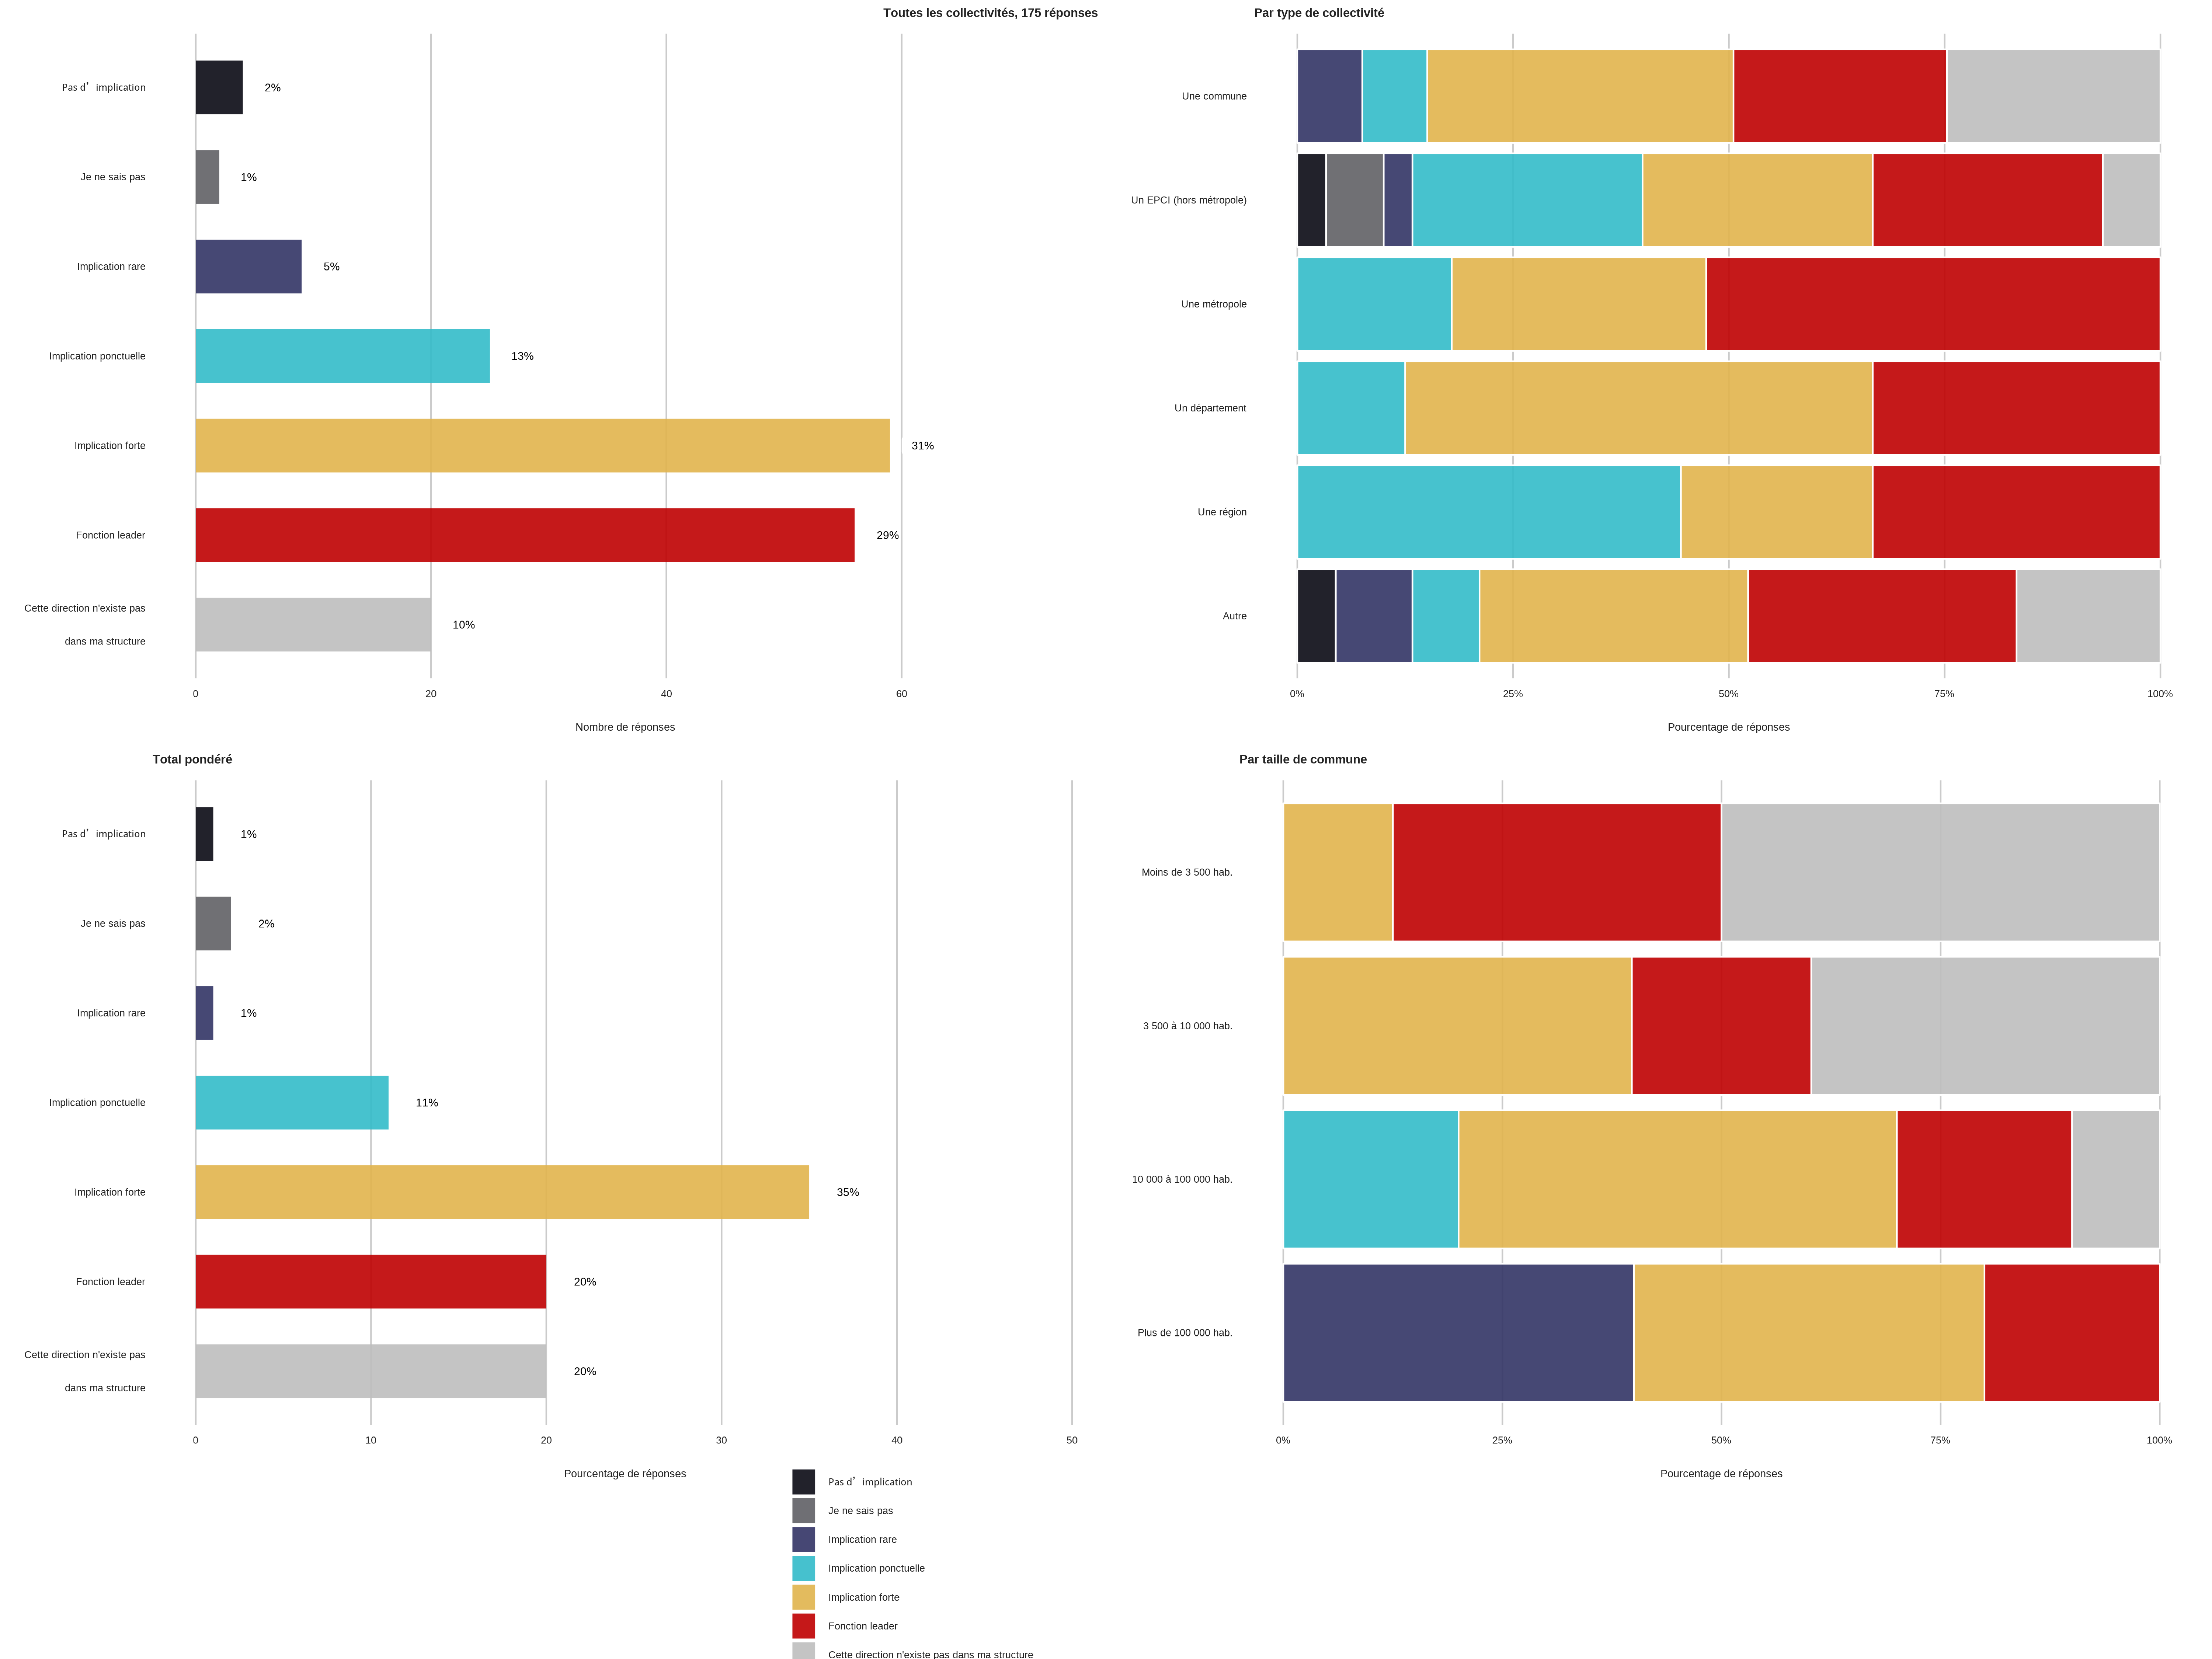 Toutes les collectivités, 175 réponses
Pas d’implication
2%
Je ne sais pas
1%
Implication rare
5%
Implication ponctuelle
13%
Implication forte
31%
Fonction leader
29%
Cette direction n'existe pas
dans ma structure
10%
0 20 40 60
Nombre de réponses
Par type de collectivité
Une commune
Un EPCI (hors métropole)
Une métropole
Un département
Une région
Autre
0% 25% 50% 75% 100%
Pourcentage de réponses
Total pondéré
Pas d’implication
1%
Je ne sais pas
2%
Implication rare
1%
Implication ponctuelle
11%
Implication forte
35%
Fonction leader
20%
Cette direction n'existe pas
dans ma structure
20%
0 10 20 30 40 50
Pourcentage de réponses
Par taille de commune
Moins de 3 500 hab.
3 500 à 10 000 hab.
10 000 à 100 000 hab.
Plus de 100 000 hab.
0% 25% 50% 75% 100%
Pourcentage de réponses
Pas d’implication
Je ne sais pas
Implication rare
Implication ponctuelle
Implication forte
Fonction leader
Cette direction n'existe pas dans ma structure